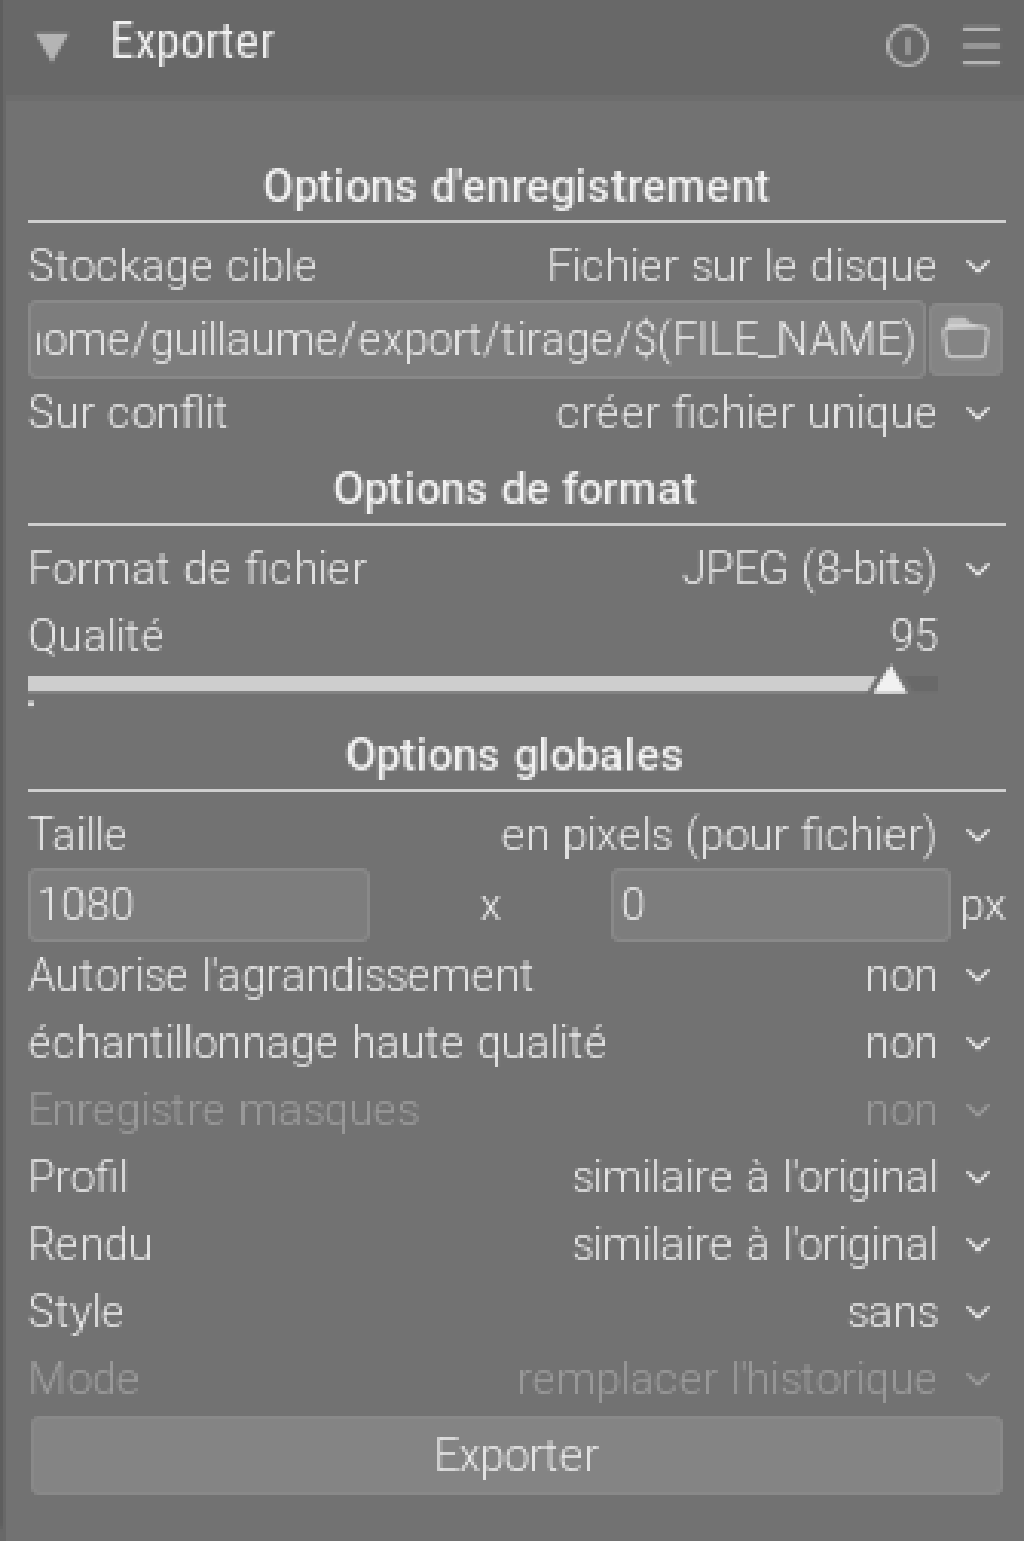 Exporter
Options d'enregistrement
Stockage cible Fichier sur le disque
ome/guillaume/export/tirage/$(FILE_NAME)
Sur conflit créer fichier unique
Options de format
Format de fichier JPEG (8-bits)
Qualité 95
Options globales
Taille en pixels (pour fichier)
1080 x 0 px
Autorise l'agrandissement non
échantillonnage haute qualité non
Enregistre masques non
Profil similaire à l'original
Rendu similaire à l'original
Style sans
Mode remplacer l'historique
Exporter